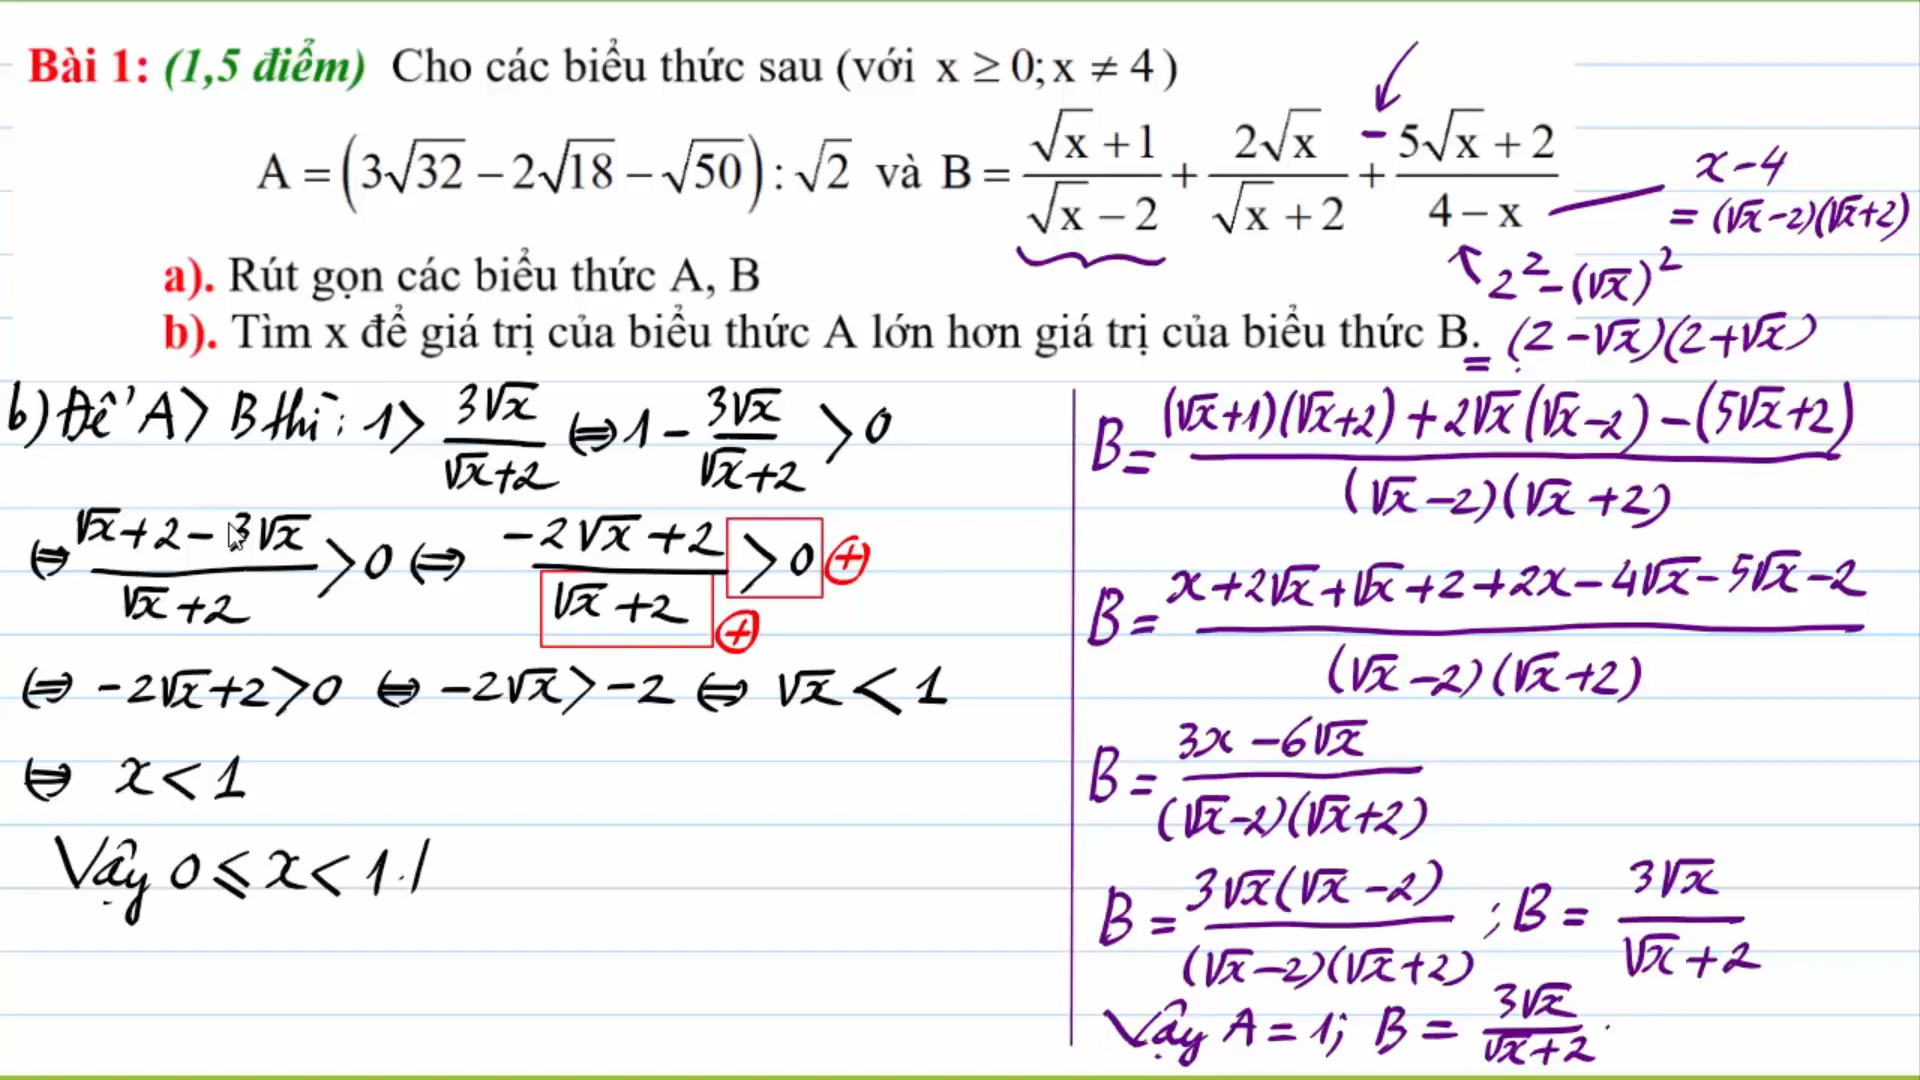 Bài 1: (1,5 điểm) Cho các biểu thức sau (với x ≥ 0; x ≠ 4)
A = (3√32 − 2√18 − √50) : √2 và B = (√x + 1)/(√x − 2) + (2√x)/(√x + 2) + (5√x + 2)/(4 − x)
−
x − 4
= (√x − 2)(√x + 2)
a). Rút gọn các biểu thức A, B
2² − (√x)²
b). Tìm x để giá trị của biểu thức A lớn hơn giá trị của biểu thức B.
= (2 − √x)(2 + √x)
b) Để A > B thì: 1 > 3√x/(√x + 2) ⇔ 1 − 3√x/(√x + 2) > 0
⇔ (√x + 2 − 3√x)/(√x + 2) > 0 ⇔ (−2√x + 2)/(√x + 2) > 0 ⊕
⊕
⇔ −2√x + 2 > 0 ⇔ −2√x > −2 ⇔ √x < 1
⇔ x < 1
Vậy 0 ≤ x < 1./
B = ((√x + 1)(√x + 2) + 2√x(√x − 2) − (5√x + 2))/((√x − 2)(√x + 2))
B = (x + 2√x + √x + 2 + 2x − 4√x − 5√x − 2)/((√x − 2)(√x + 2))
B = (3x − 6√x)/((√x − 2)(√x + 2))
B = 3√x(√x − 2)/((√x − 2)(√x + 2)) ; B = 3√x/(√x + 2)
Vậy A = 1; B = 3√x/(√x + 2).